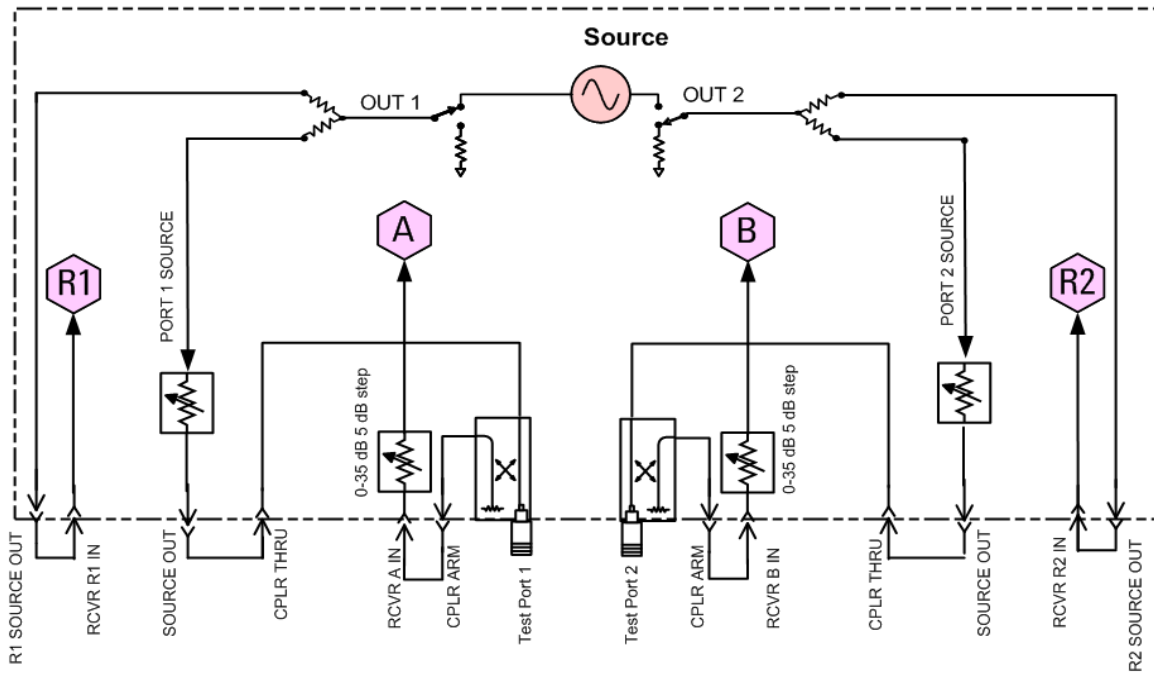 Source
OUT 1
OUT 2
PORT 1 SOURCE
R1
A
B
R2
PORT 2 SOURCE
0-35 dB 5 dB step
0-35 dB 5 dB step
R1 SOURCE OUT
RCVR R1 IN
SOURCE OUT
CPLR THRU
RCVR A IN
CPLR ARM
Test Port 1
Test Port 2
CPLR ARM
RCVR B IN
CPLR THRU
SOURCE OUT
RCVR R2 IN
R2 SOURCE OUT